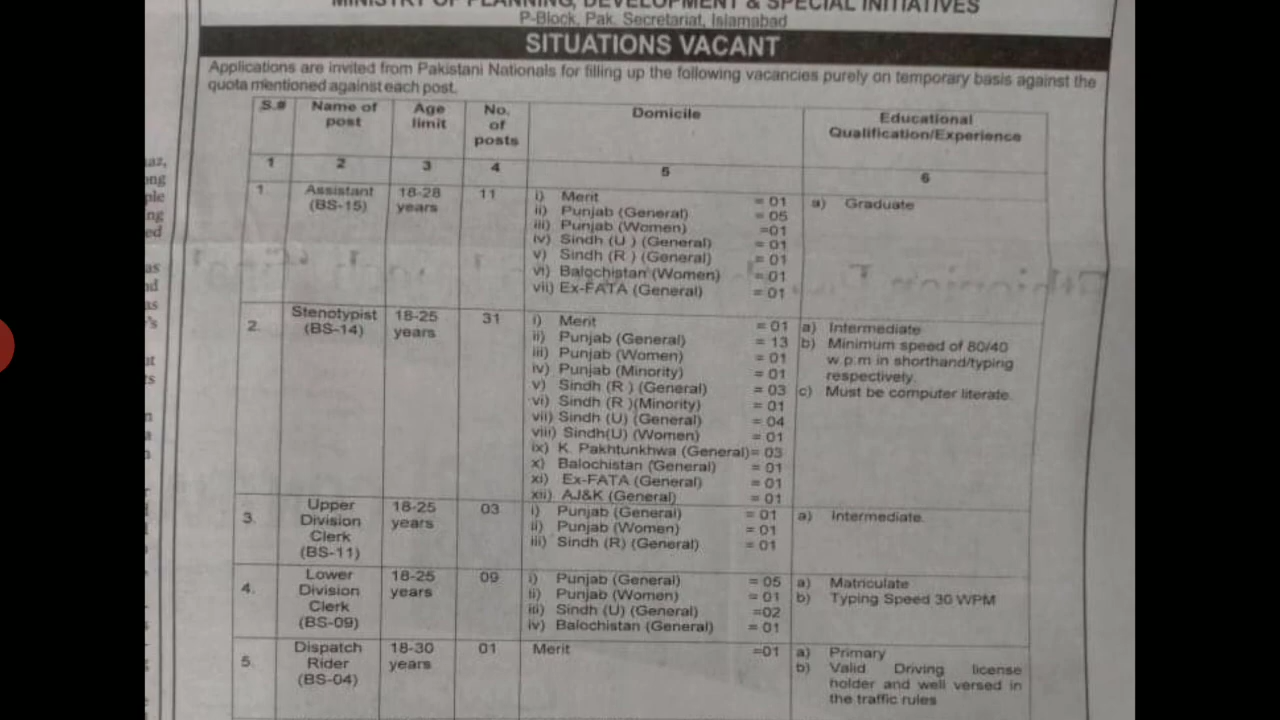 MINISTRY OF PLANNING, DEVELOPMENT & SPECIAL INITIATIVES
P-Block, Pak. Secretariat, Islamabad
SITUATIONS VACANT
Applications are invited from Pakistani Nationals for filling up the following vacancies purely on temporary basis against the
quota mentioned against each post.
S.# Name of post Age limit No. of posts Domicile Educational Qualification/Experience
1 2 3 4 5 6
1. Assistant (BS-15) 18-28 years 11
i) Merit = 01
ii) Punjab (General) = 05
iii) Punjab (Women) =01
iv) Sindh (U ) (General) = 01
v) Sindh (R ) (General) = 01
vi) Balochistan (Women) = 01
vii) Ex-FATA (General) = 01
a) Graduate
2. Stenotypist (BS-14) 18-25 years 31
i) Merit = 01
ii) Punjab (General) = 13
iii) Punjab (Women) = 01
iv) Punjab (Minority) = 01
v) Sindh (R ) (General) = 03
vi) Sindh (R )(Minority) = 01
vii) Sindh (U) (General) = 04
viii) Sindh(U) (Women) = 01
ix) K. Pakhtunkhwa (General)= 03
x) Balochistan (General) = 01
xi) Ex-FATA (General) = 01
xii) AJ&K (General) = 01
a) Intermediate
b) Minimum speed of 80/40
w.p.m in shorthand/typing
respectively.
c) Must be computer literate.
3. Upper Division Clerk (BS-11) 18-25 years 03
i) Punjab (General) = 01
ii) Punjab (Women) = 01
iii) Sindh (R) (General) = 01
a) Intermediate.
4. Lower Division Clerk (BS-09) 18-25 years 09
i) Punjab (General) = 05
ii) Punjab (Women) = 01
iii) Sindh (U) (General) =02
iv) Balochistan (General) = 01
a) Matriculate
b) Typing Speed 30 WPM
5. Dispatch Rider (BS-04) 18-30 years 01
Merit =01
a) Primary
b) Valid Driving license
holder and well versed in
the traffic rules